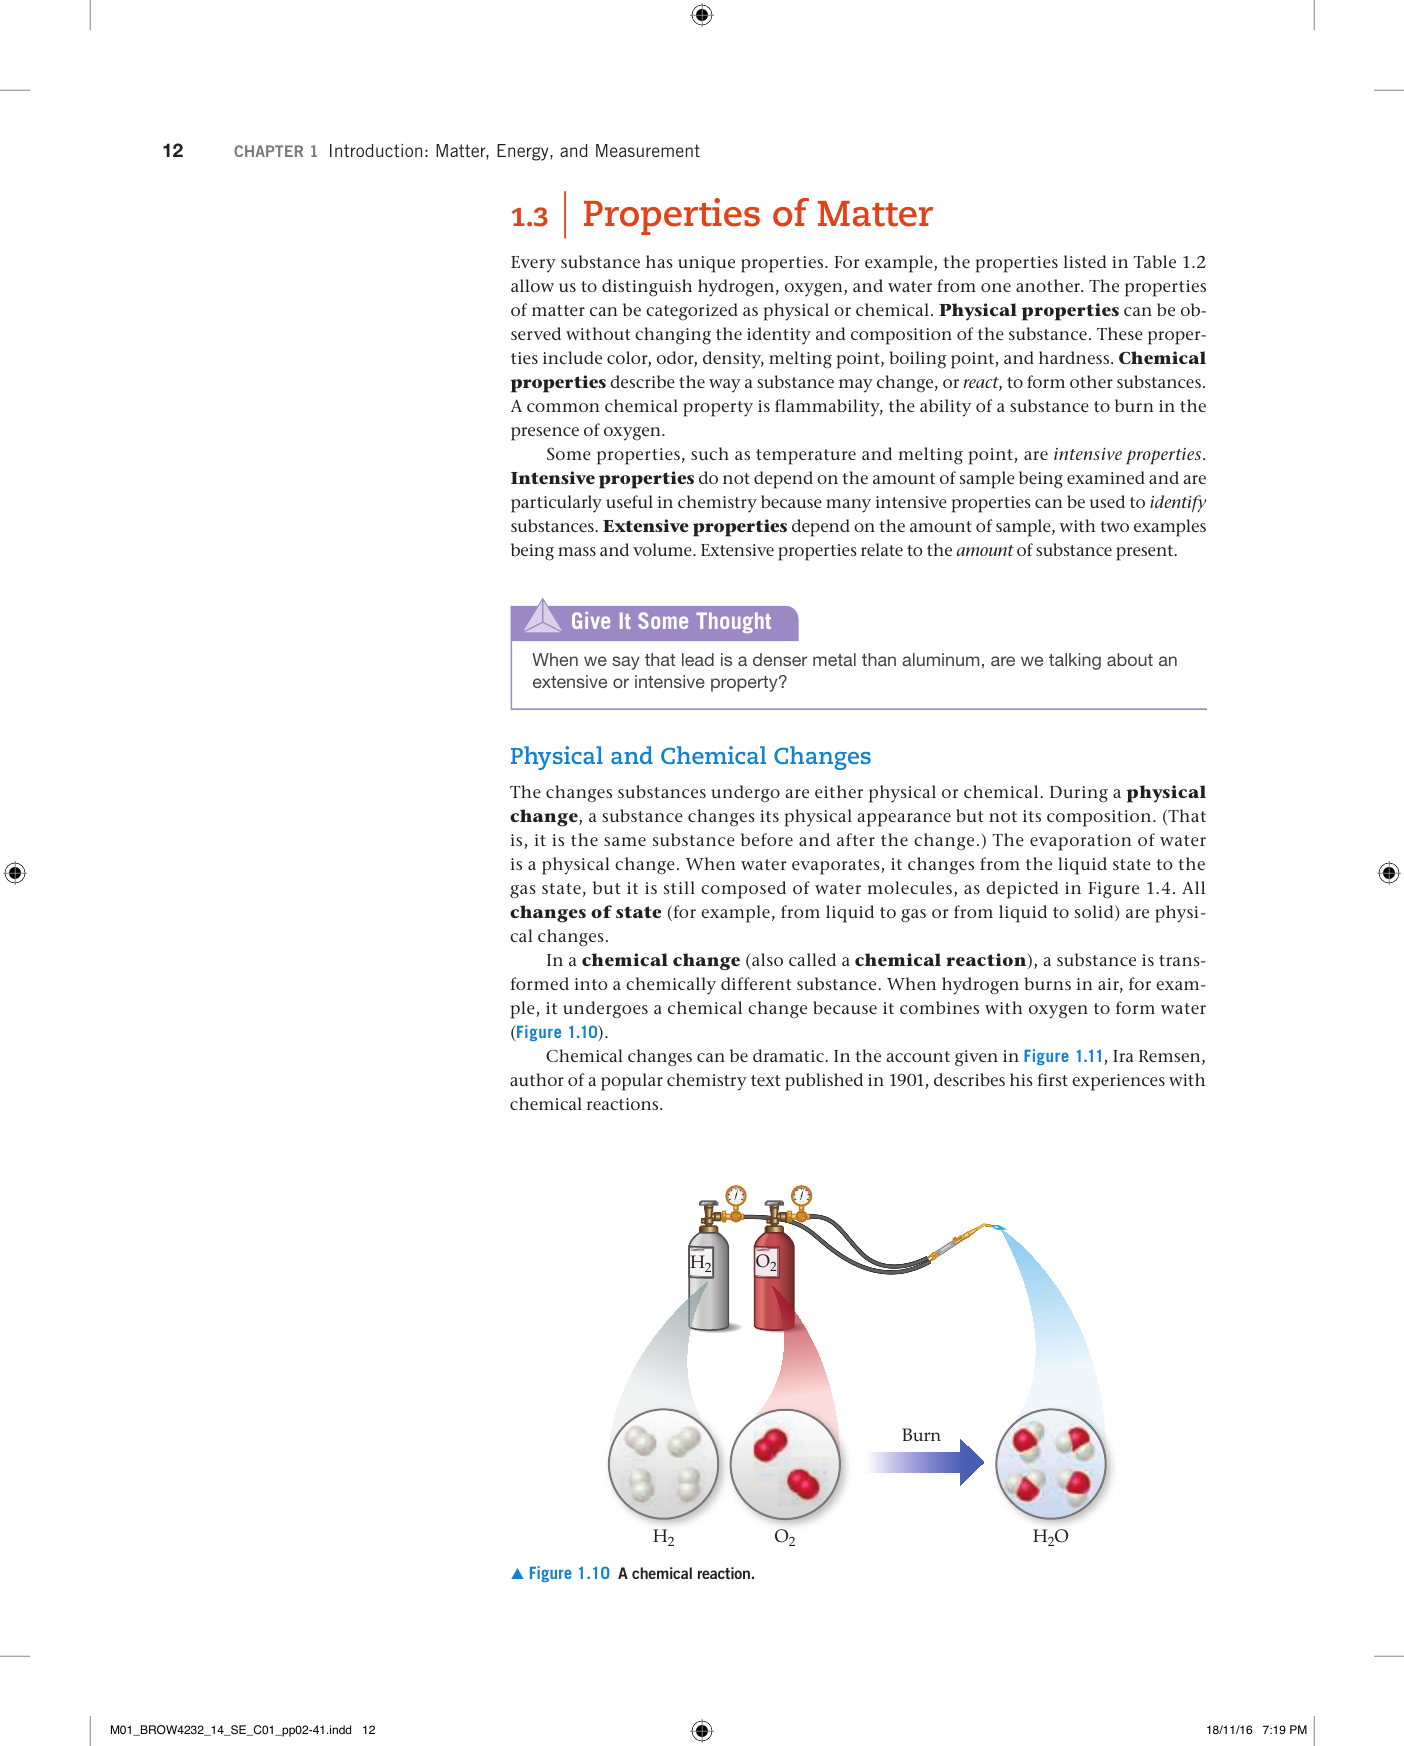 12 CHAPTER 1 Introduction: Matter, Energy, and Measurement
1.3 Properties of Matter
Every substance has unique properties. For example, the properties listed in Table 1.2
allow us to distinguish hydrogen, oxygen, and water from one another. The properties
of matter can be categorized as physical or chemical. Physical properties can be ob-
served without changing the identity and composition of the substance. These proper-
ties include color, odor, density, melting point, boiling point, and hardness. Chemical
properties describe the way a substance may change, or react, to form other substances.
A common chemical property is flammability, the ability of a substance to burn in the
presence of oxygen.
Some properties, such as temperature and melting point, are intensive properties.
Intensive properties do not depend on the amount of sample being examined and are
particularly useful in chemistry because many intensive properties can be used to identify
substances. Extensive properties depend on the amount of sample, with two examples
being mass and volume. Extensive properties relate to the amount of substance present.
Give It Some Thought
When we say that lead is a denser metal than aluminum, are we talking about an
extensive or intensive property?
Physical and Chemical Changes
The changes substances undergo are either physical or chemical. During a physical
change, a substance changes its physical appearance but not its composition. (That
is, it is the same substance before and after the change.) The evaporation of water
is a physical change. When water evaporates, it changes from the liquid state to the
gas state, but it is still composed of water molecules, as depicted in Figure 1.4. All
changes of state (for example, from liquid to gas or from liquid to solid) are physi-
cal changes.
In a chemical change (also called a chemical reaction), a substance is trans-
formed into a chemically different substance. When hydrogen burns in air, for exam-
ple, it undergoes a chemical change because it combines with oxygen to form water
(Figure 1.10).
Chemical changes can be dramatic. In the account given in Figure 1.11, Ira Remsen,
author of a popular chemistry text published in 1901, describes his first experiences with
chemical reactions.
H₂ O₂
Burn
H₂ O₂ H₂O
▲ Figure 1.10 A chemical reaction.
M01_BROW4232_14_SE_C01_pp02-41.indd 12 18/11/16 7:19 PM